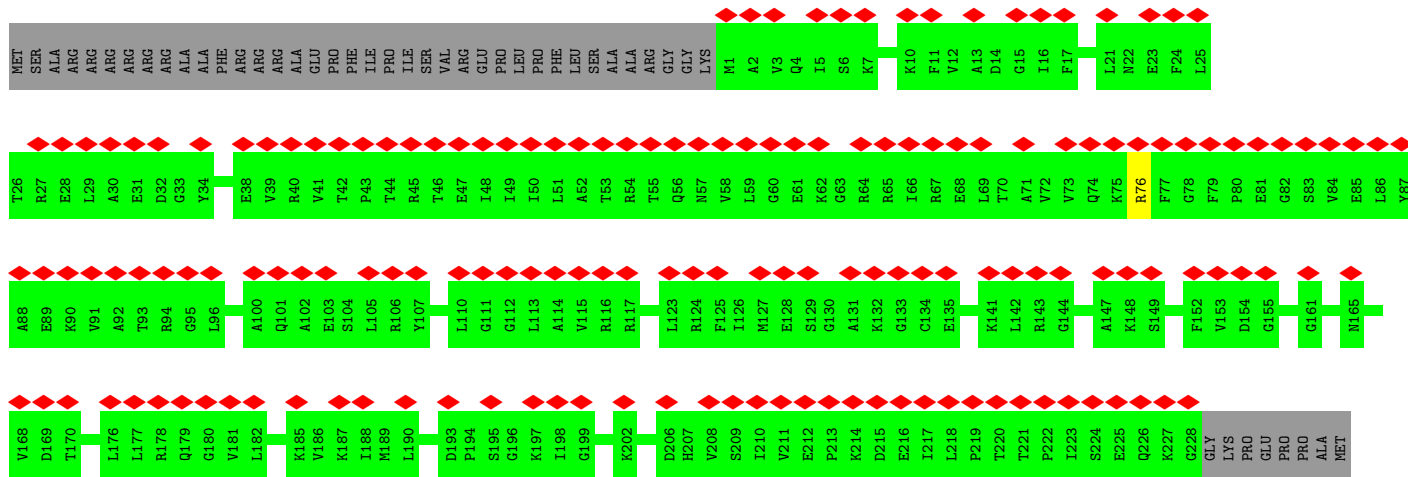 MET SER ALA ARG ARG ARG ARG ARG ARG ALA ALA PHE ARG ARG ARG ALA GLU PRO PHE ILE PRO ILE SER VAL ARG GLU PRO LEU PRO PHE LEU SER ALA ALA ARG GLY GLY LYS M1 A2 V3 Q4 I5 S6 K7 K10 F11 V12 A13 D14 G15 I16 F17 L21 N22 E23 F24 L25
T26 R27 E28 L29 A30 E31 D32 G33 Y34 E38 V39 R40 V41 T42 P43 T44 R45 T46 E47 I48 I49 I50 L51 A52 T53 R54 T55 Q56 N57 V58 L59 G60 E61 K62 G63 R64 R65 I66 R67 E68 L69 T70 A71 V72 V73 Q74 K75 R76 F77 G78 F79 P80 E81 G82 S83 V84 E85 L86 Y87
A88 E89 K90 V91 A92 T93 R94 G95 L96 A100 Q101 A102 E103 S104 L105 R106 Y107 L110 G111 G112 L113 A114 V115 R116 R117 L123 R124 F125 I126 M127 E128 S129 G130 A131 K132 G133 C134 E135 K141 L142 R143 G144 A147 K148 S149 F152 V153 D154 G155 G161 N165
V168 D169 T170 L176 L177 R178 Q179 G180 V181 L182 K185 V186 K187 I188 M189 L190 D193 P194 S195 G196 K197 I198 G199 K202 D206 H207 V208 S209 I210 V211 E212 P213 K214 D215 E216 I217 L218 P219 T220 T221 P222 I223 S224 E225 Q226 K227 G228 GLY LYS PRO GLU PRO PRO ALA MET